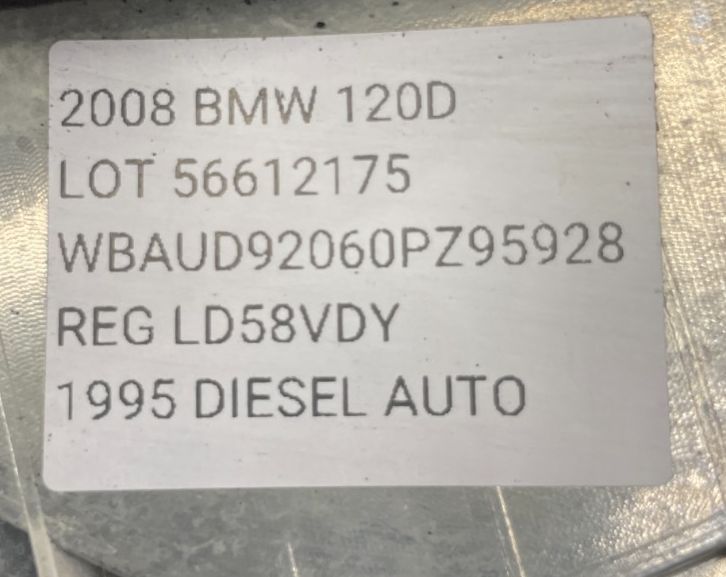 2008 BMW 120D
LOT 56612175
WBAUD92060PZ95928
REG LD58VDY
1995 DIESEL AUTO